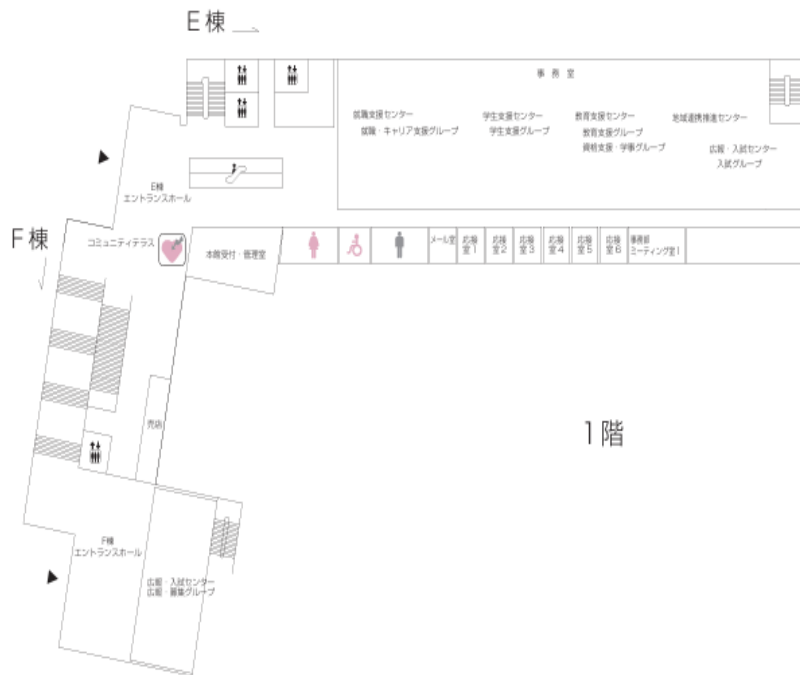 E棟
事 務 室
就職支援センター
就職・キャリア支援グループ
学生支援センター
学生支援グループ
教育支援センター
教育支援グループ
資格支援・学事グループ
地域連携推進センター
広報・入試センター
入試グループ
E棟
エントランスホール
F棟
コミュニティテラス
本館受付・管理室
メール室
応接
室1
応接
室2
応接
室3
応接
室4
応接
室5
応接
室6
事務部
ミーティング室1
1階
売店
F棟
エントランスホール
広報・入試センター
広報・募集グループ